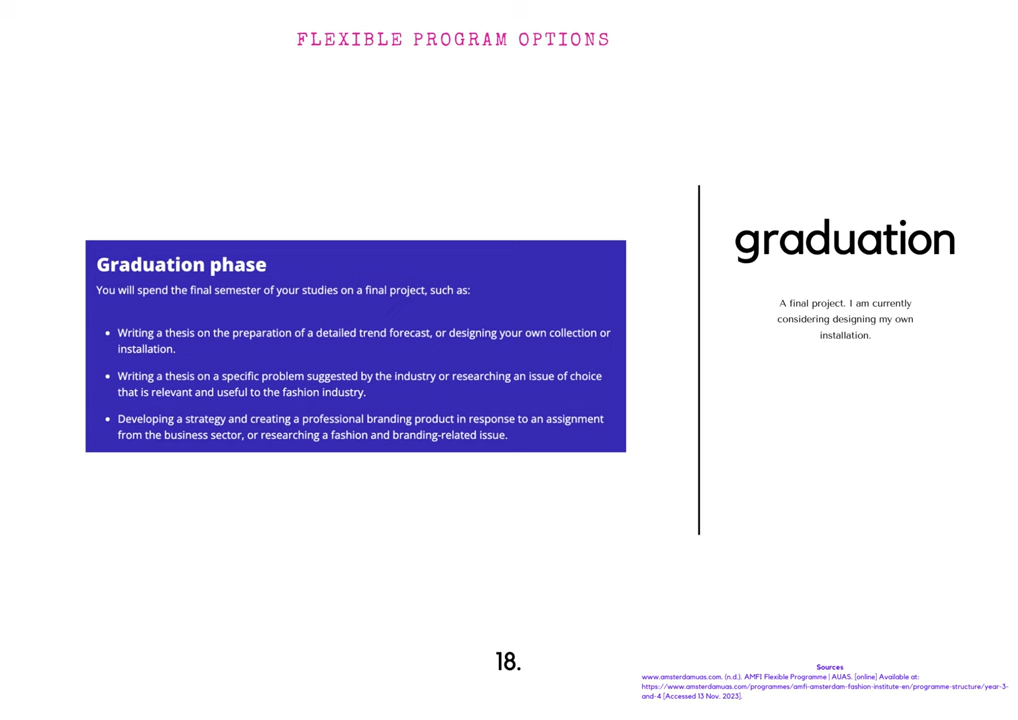 FLEXIBLE PROGRAM OPTIONS
Graduation phase
You will spend the final semester of your studies on a final project, such as:
• Writing a thesis on the preparation of a detailed trend forecast, or designing your own collection or
installation.
• Writing a thesis on a specific problem suggested by the industry or researching an issue of choice
that is relevant and useful to the fashion industry.
• Developing a strategy and creating a professional branding product in response to an assignment
from the business sector, or researching a fashion and branding-related issue.
graduation
A final project. I am currently
considering designing my own
installation.
18.
Sources
www.amsterdamuas.com. (n.d.). AMFI Flexible Programme | AUAS. [online] Available at:
https://www.amsterdamuas.com/programmes/amfi-amsterdam-fashion-institute-en/programme-structure/year-3-
and-4 [Accessed 13 Nov. 2023].